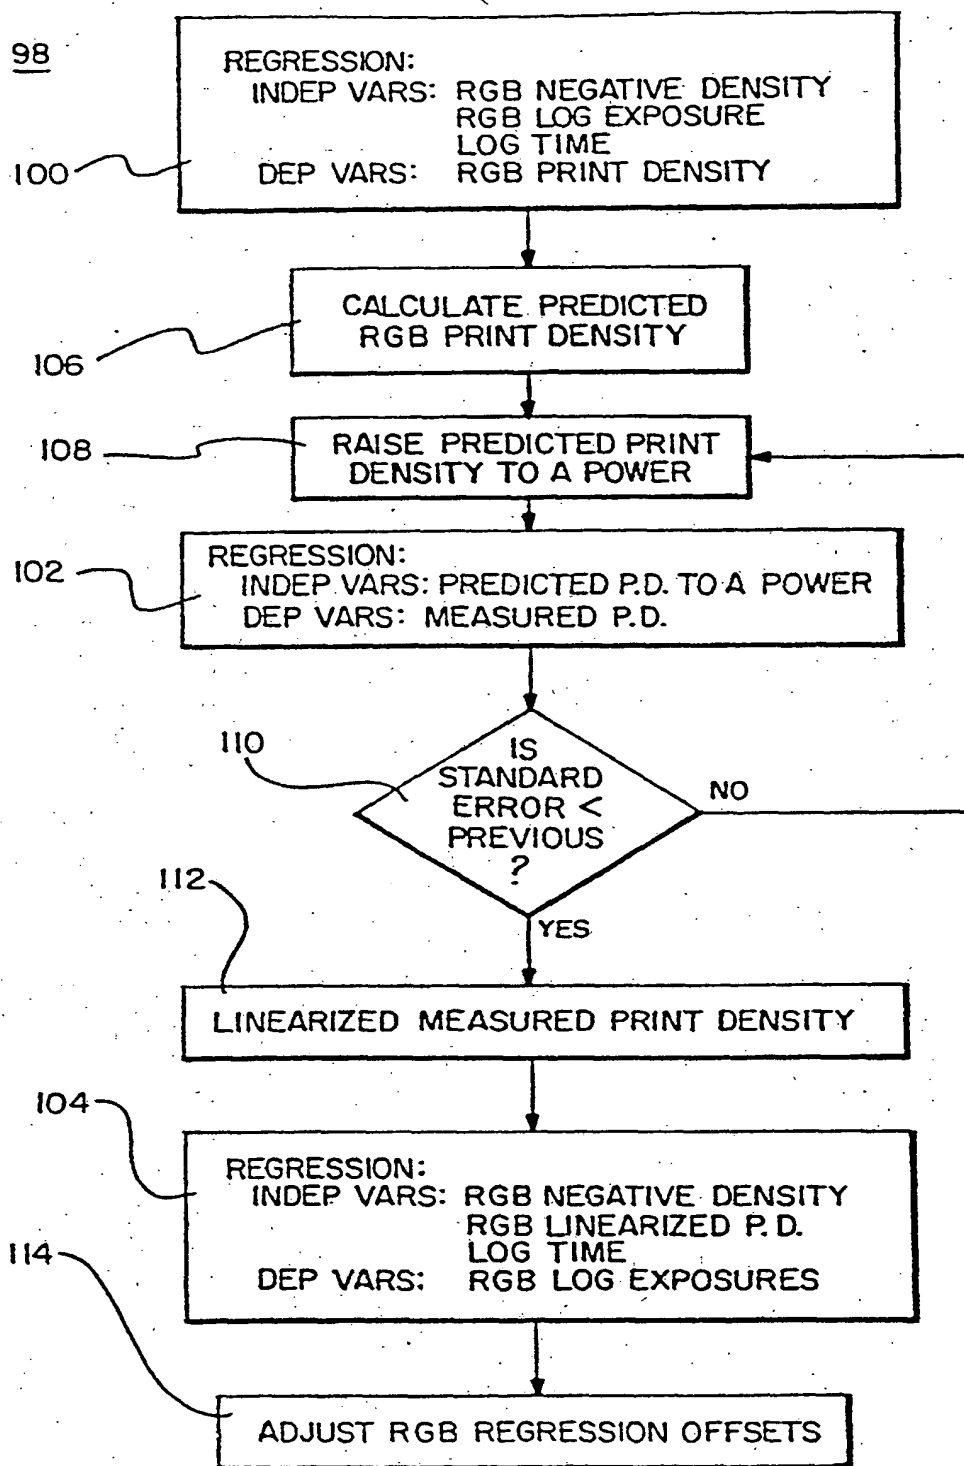 98
REGRESSION:
INDEP VARS: RGB NEGATIVE DENSITY
RGB LOG EXPOSURE
LOG TIME
DEP VARS: RGB PRINT DENSITY
100
CALCULATE PREDICTED
RGB PRINT DENSITY
106
RAISE PREDICTED PRINT
DENSITY TO A POWER
108
REGRESSION:
INDEP VARS: PREDICTED P.D. TO A POWER
DEP VARS: MEASURED P.D.
102
110
IS
STANDARD
ERROR <
PREVIOUS
?
NO
YES
112
LINEARIZED MEASURED PRINT DENSITY
104
REGRESSION:
INDEP VARS: RGB NEGATIVE DENSITY
RGB LINEARIZED P.D.
LOG TIME
DEP VARS: RGB LOG EXPOSURES
114
ADJUST RGB REGRESSION OFFSETS